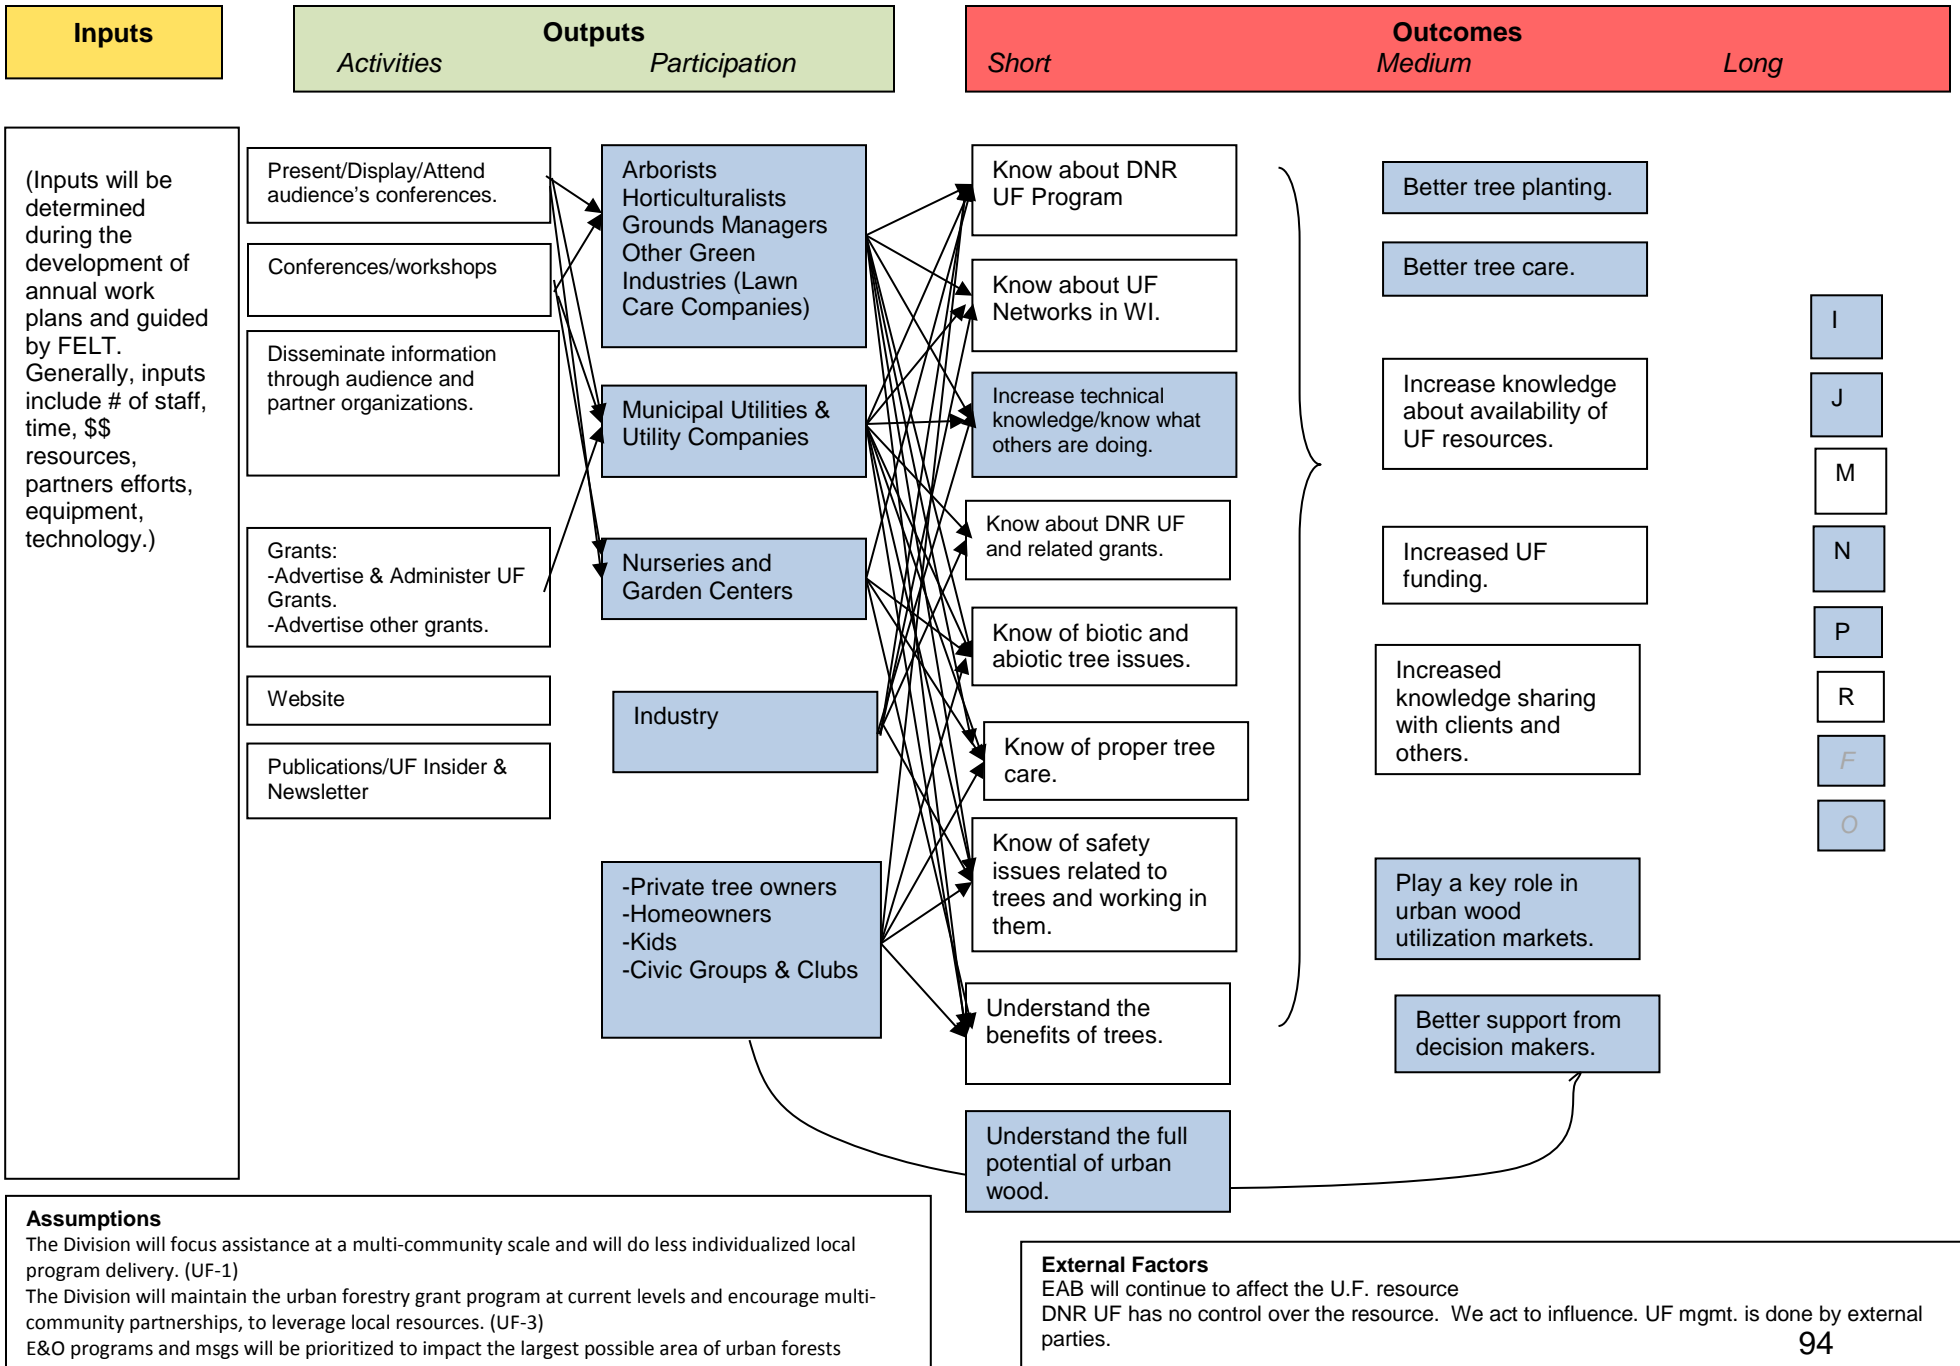 Inputs
Outputs
Activities Participation
Outcomes
Short Medium Long
(Inputs will be
determined
during the
development of
annual work
plans and guided
by FELT.
Generally, inputs
include # of staff,
time, $$
resources,
partners efforts,
equipment,
technology.)
Present/Display/Attend
audience's conferences.
Conferences/workshops
Disseminate information
through audience and
partner organizations.
Grants:
-Advertise & Administer UF
Grants.
-Advertise other grants.
Website
Publications/UF Insider &
Newsletter
Arborists
Horticulturalists
Grounds Managers
Other Green
Industries (Lawn
Care Companies)
Municipal Utilities &
Utility Companies
Nurseries and
Garden Centers
Industry
-Private tree owners
-Homeowners
-Kids
-Civic Groups & Clubs
Know about DNR
UF Program
Know about UF
Networks in WI.
Increase technical
knowledge/know what
others are doing.
Know about DNR UF
and related grants.
Know of biotic and
abiotic tree issues.
Know of proper tree
care.
Know of safety
issues related to
trees and working in
them.
Understand the
benefits of trees.
Understand the full
potential of urban
wood.
Better tree planting.
Better tree care.
Increase knowledge
about availability of
UF resources.
Increased UF
funding.
Increased
knowledge sharing
with clients and
others.
Play a key role in
urban wood
utilization markets.
Better support from
decision makers.
I
J
M
N
P
R
F
O
Assumptions
The Division will focus assistance at a multi-community scale and will do less individualized local
program delivery. (UF-1)
The Division will maintain the urban forestry grant program at current levels and encourage multi-
community partnerships, to leverage local resources. (UF-3)
E&O programs and msgs will be prioritized to impact the largest possible area of urban forests
External Factors
EAB will continue to affect the U.F. resource
DNR UF has no control over the resource.  We act to influence. UF mgmt. is done by external
parties.
94